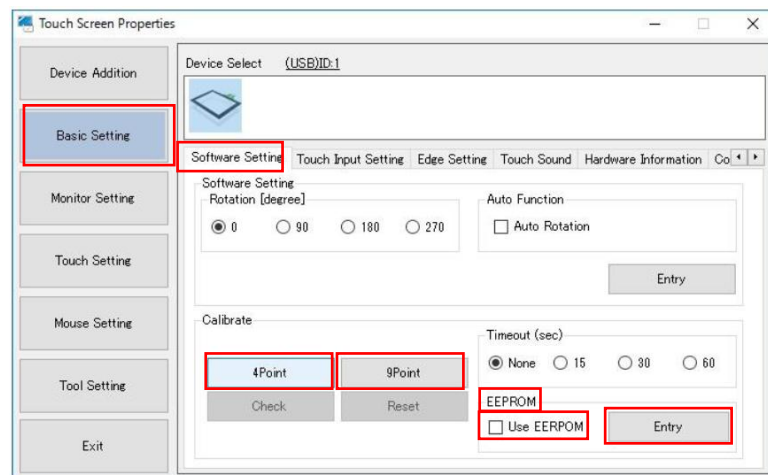 Touch Screen Properties
Device Addition
Basic Setting
Monitor Setting
Touch Setting
Mouse Setting
Tool Setting
Exit
Device Select (USB)ID:1
Software Setting Touch Input Setting Edge Setting Touch Sound Hardware Information Co
Software Setting
Rotation [degree]
0 90 180 270
Auto Function
Auto Rotation
Entry
Calibrate
4Point 9Point
Check Reset
Timeout (sec)
None 15 30 60
EEPROM
Use EERPOM Entry